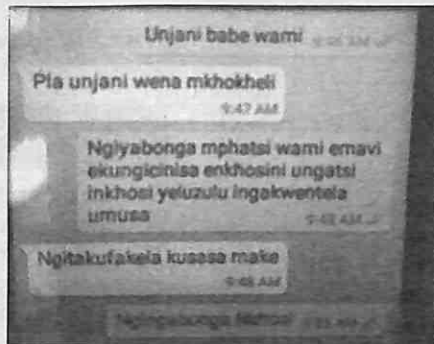 Unjani babe wami 9:46 AM
Pla unjani wena mkhokheli
9:47 AM
Ngiyabonga mphatsi wami emavi
ekungicinisa enkhosini ungatsi
inkhosi yeluzulu ingakwentela
umusa 9:48 AM
Ngitakufakela kusasa make
9:48 AM